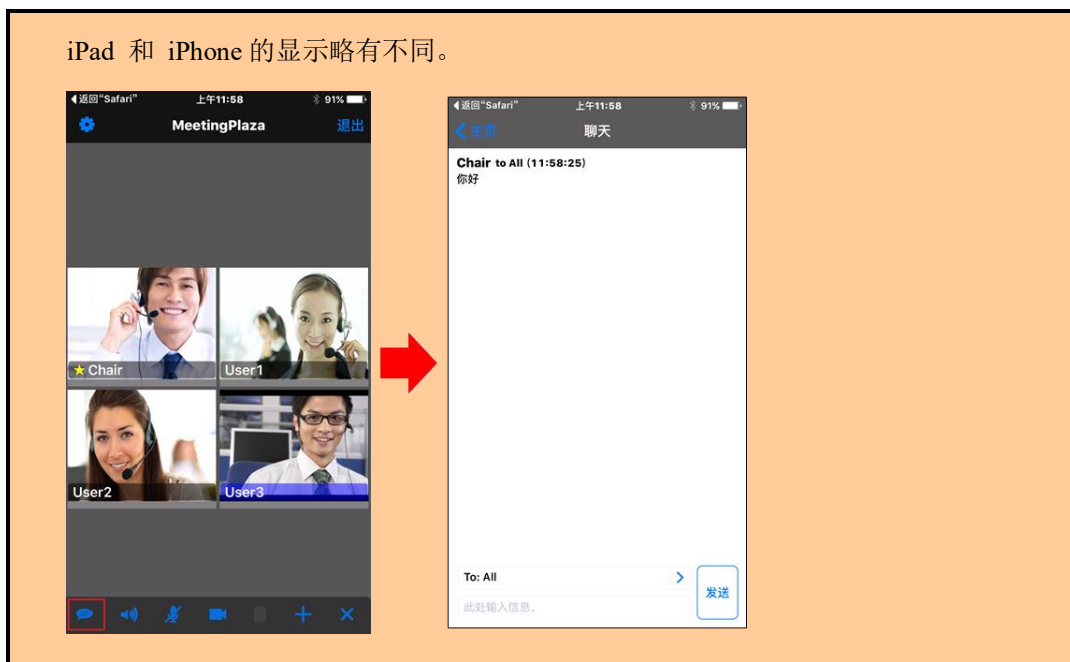 iPad 和 iPhone 的显示略有不同。
返回"Safari" 上午11:58 91%
MeetingPlaza 退出
Chair User1
User2 User3
返回"Safari" 上午11:58 91%
主页 聊天
Chair to All (11:58:25)
你好
To: All
发送
此处输入信息。